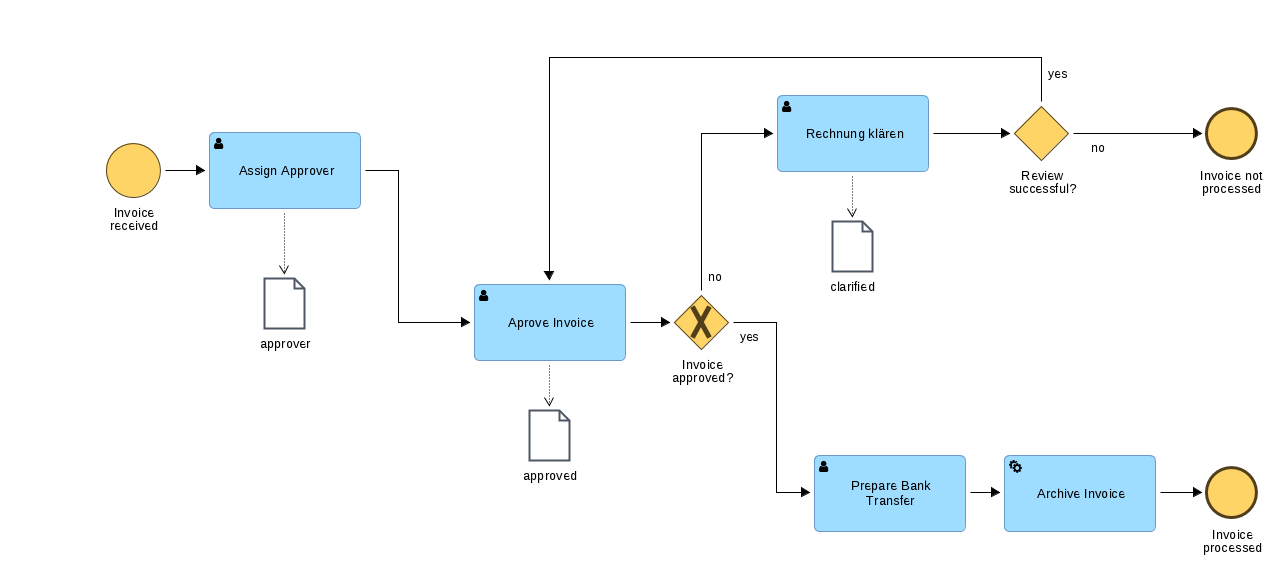 Invoice
received
Assign Approver
approver
Aprove Invoice
approved
Invoice
approved?
no
yes
Rechnung klären
clarified
Review
successful?
yes
no
Invoice not
processed
Prepare Bank
Transfer
Archive Invoice
Invoice
processed